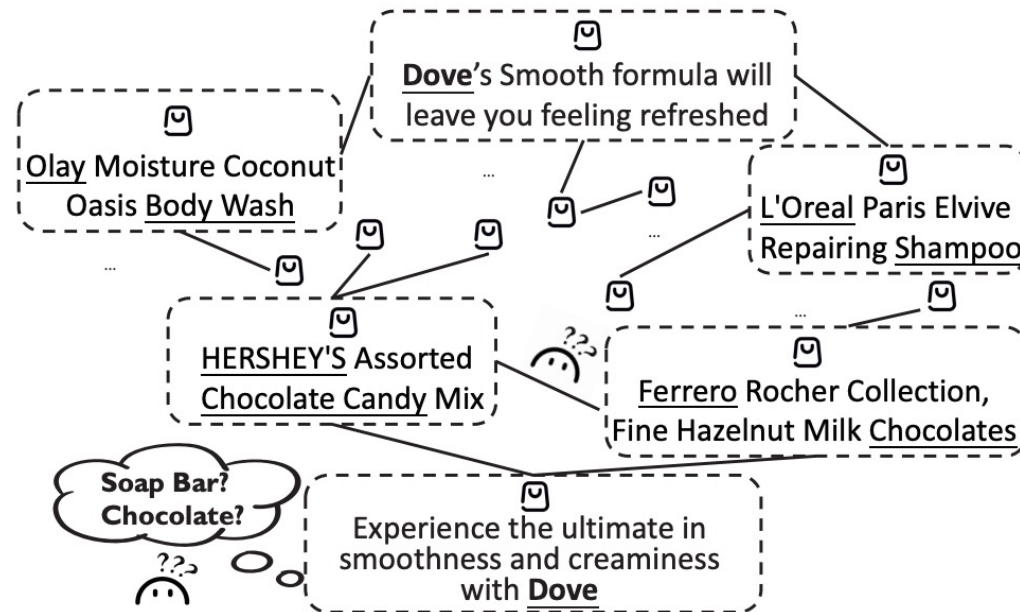 Dove's Smooth formula will
leave you feeling refreshed
Olay Moisture Coconut
Oasis Body Wash
...
L'Oreal Paris Elvive
Repairing Shampoo
...
...
...
???
HERSHEY'S Assorted
Chocolate Candy Mix
Ferrero Rocher Collection,
Fine Hazelnut Milk Chocolates
Soap Bar?
Chocolate?
???
Experience the ultimate in
smoothness and creaminess
with Dove